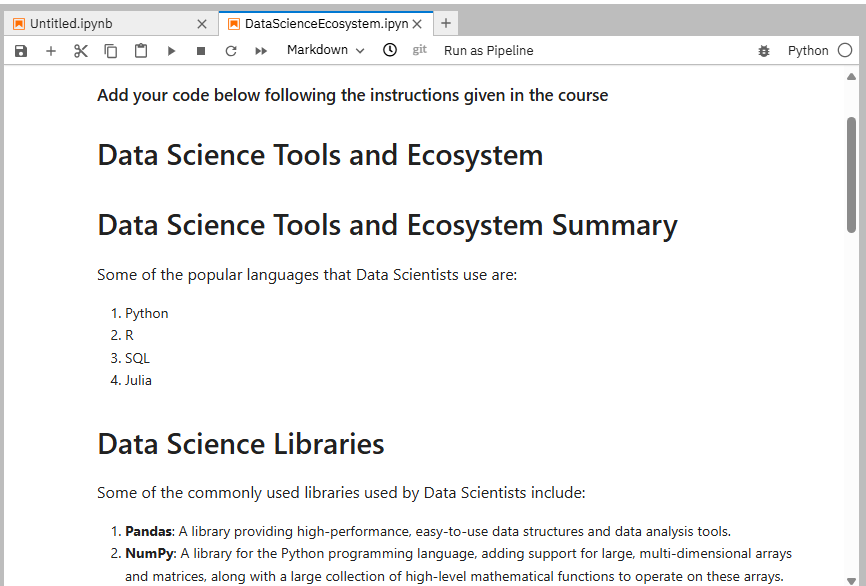 Untitled.ipynb
DataScienceEcosystem.ipyn
Markdown
git
Run as Pipeline
Python
Add your code below following the instructions given in the course
Data Science Tools and Ecosystem
Data Science Tools and Ecosystem Summary
Some of the popular languages that Data Scientists use are:
1. Python
2. R
3. SQL
4. Julia
Data Science Libraries
Some of the commonly used libraries used by Data Scientists include:
1. Pandas: A library providing high-performance, easy-to-use data structures and data analysis tools.
2. NumPy: A library for the Python programming language, adding support for large, multi-dimensional arrays
and matrices, along with a large collection of high-level mathematical functions to operate on these arrays.